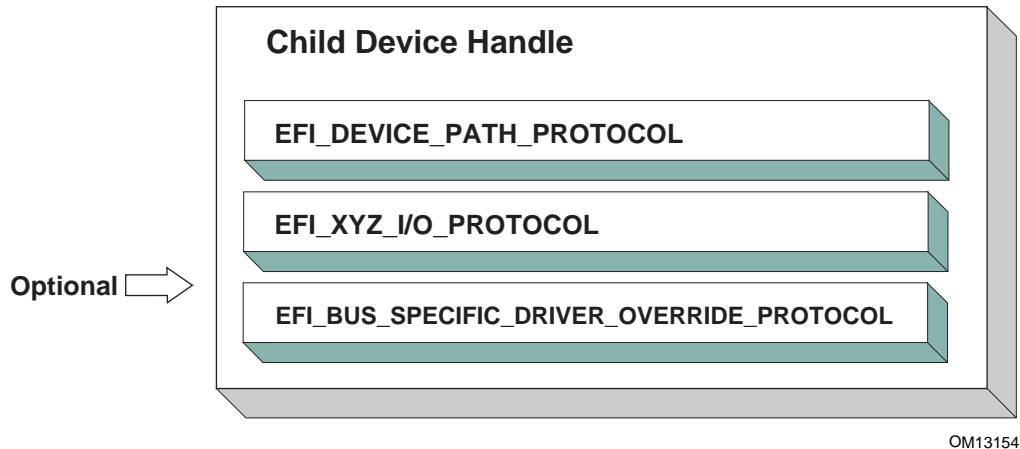 Child Device Handle
EFI_DEVICE_PATH_PROTOCOL
EFI_XYZ_I/O_PROTOCOL
Optional
EFI_BUS_SPECIFIC_DRIVER_OVERRIDE_PROTOCOL
OM13154